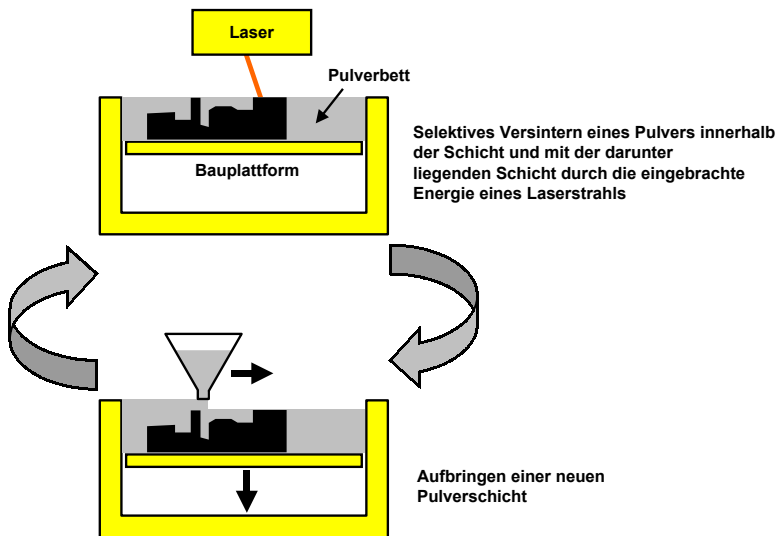 Laser
Pulverbett
Bauplattform
Selektives Versintern eines Pulvers innerhalb
der Schicht und mit der darunter
liegenden Schicht durch die eingebrachte
Energie eines Laserstrahls
Aufbringen einer neuen
Pulverschicht